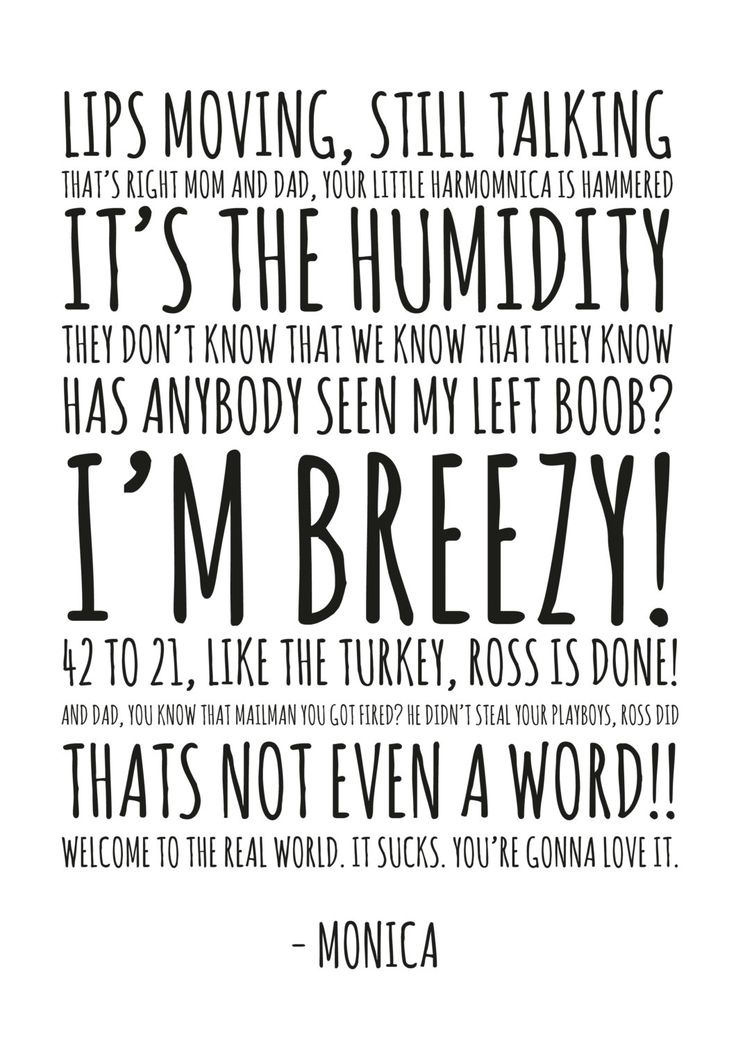 LIPS MOVING, STILL TALKING
THAT'S RIGHT MOM AND DAD, YOUR LITTLE HARMOMNICA IS HAMMERED
IT'S THE HUMIDITY
THEY DON'T KNOW THAT WE KNOW THAT THEY KNOW
HAS ANYBODY SEEN MY LEFT BOOB?
I'M BREEZY!
42 TO 21, LIKE THE TURKEY, ROSS IS DONE!
AND DAD, YOU KNOW THAT MAILMAN YOU GOT FIRED? HE DIDN'T STEAL YOUR PLAYBOYS, ROSS DID
THATS NOT EVEN A WORD!!
WELCOME TO THE REAL WORLD. IT SUCKS. YOU'RE GONNA LOVE IT.
- MONICA